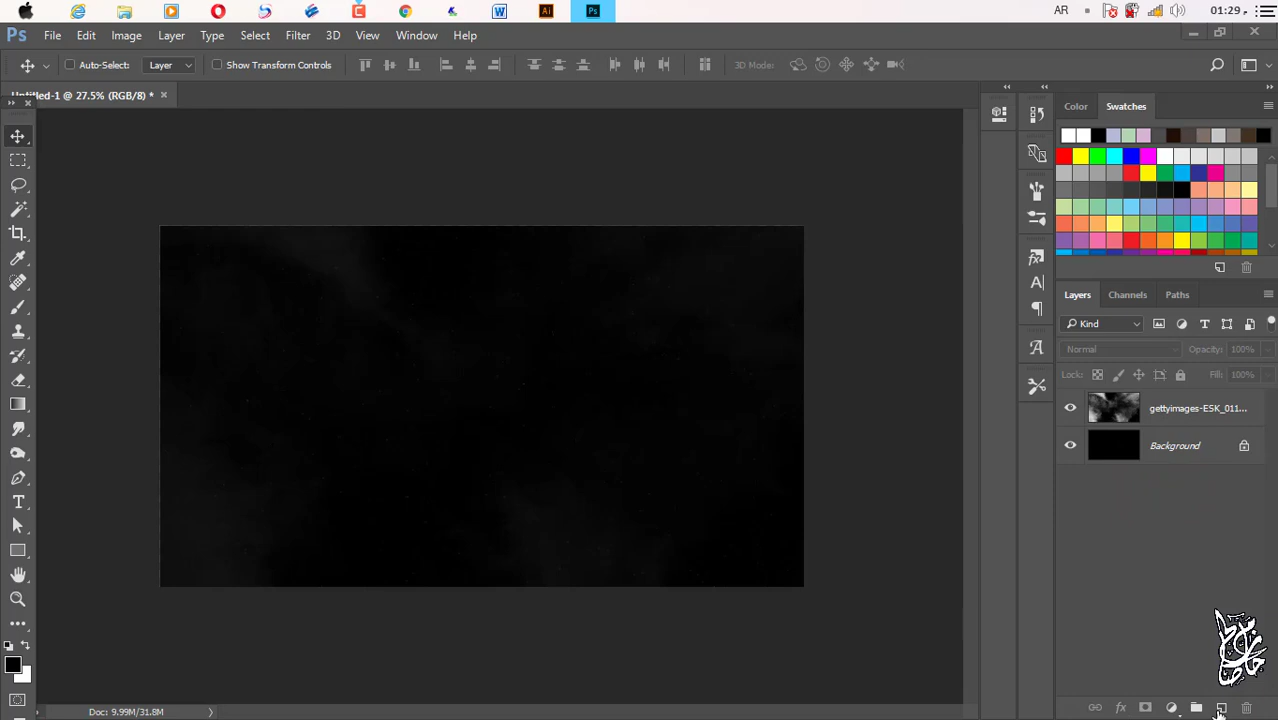 AR
01:29 م
Ps
File Edit Image Layer Type Select Filter 3D View Window Help
Auto-Select: Layer Show Transform Controls 3D Mode:
Untitled-1 @ 27.5% (RGB/8) *
Color Swatches
Layers Channels Paths
Kind
Normal Opacity: 100%
Lock: Fill: 100%
gettyimages-ESK_011...
Background
Doc: 9.99M/31.8M